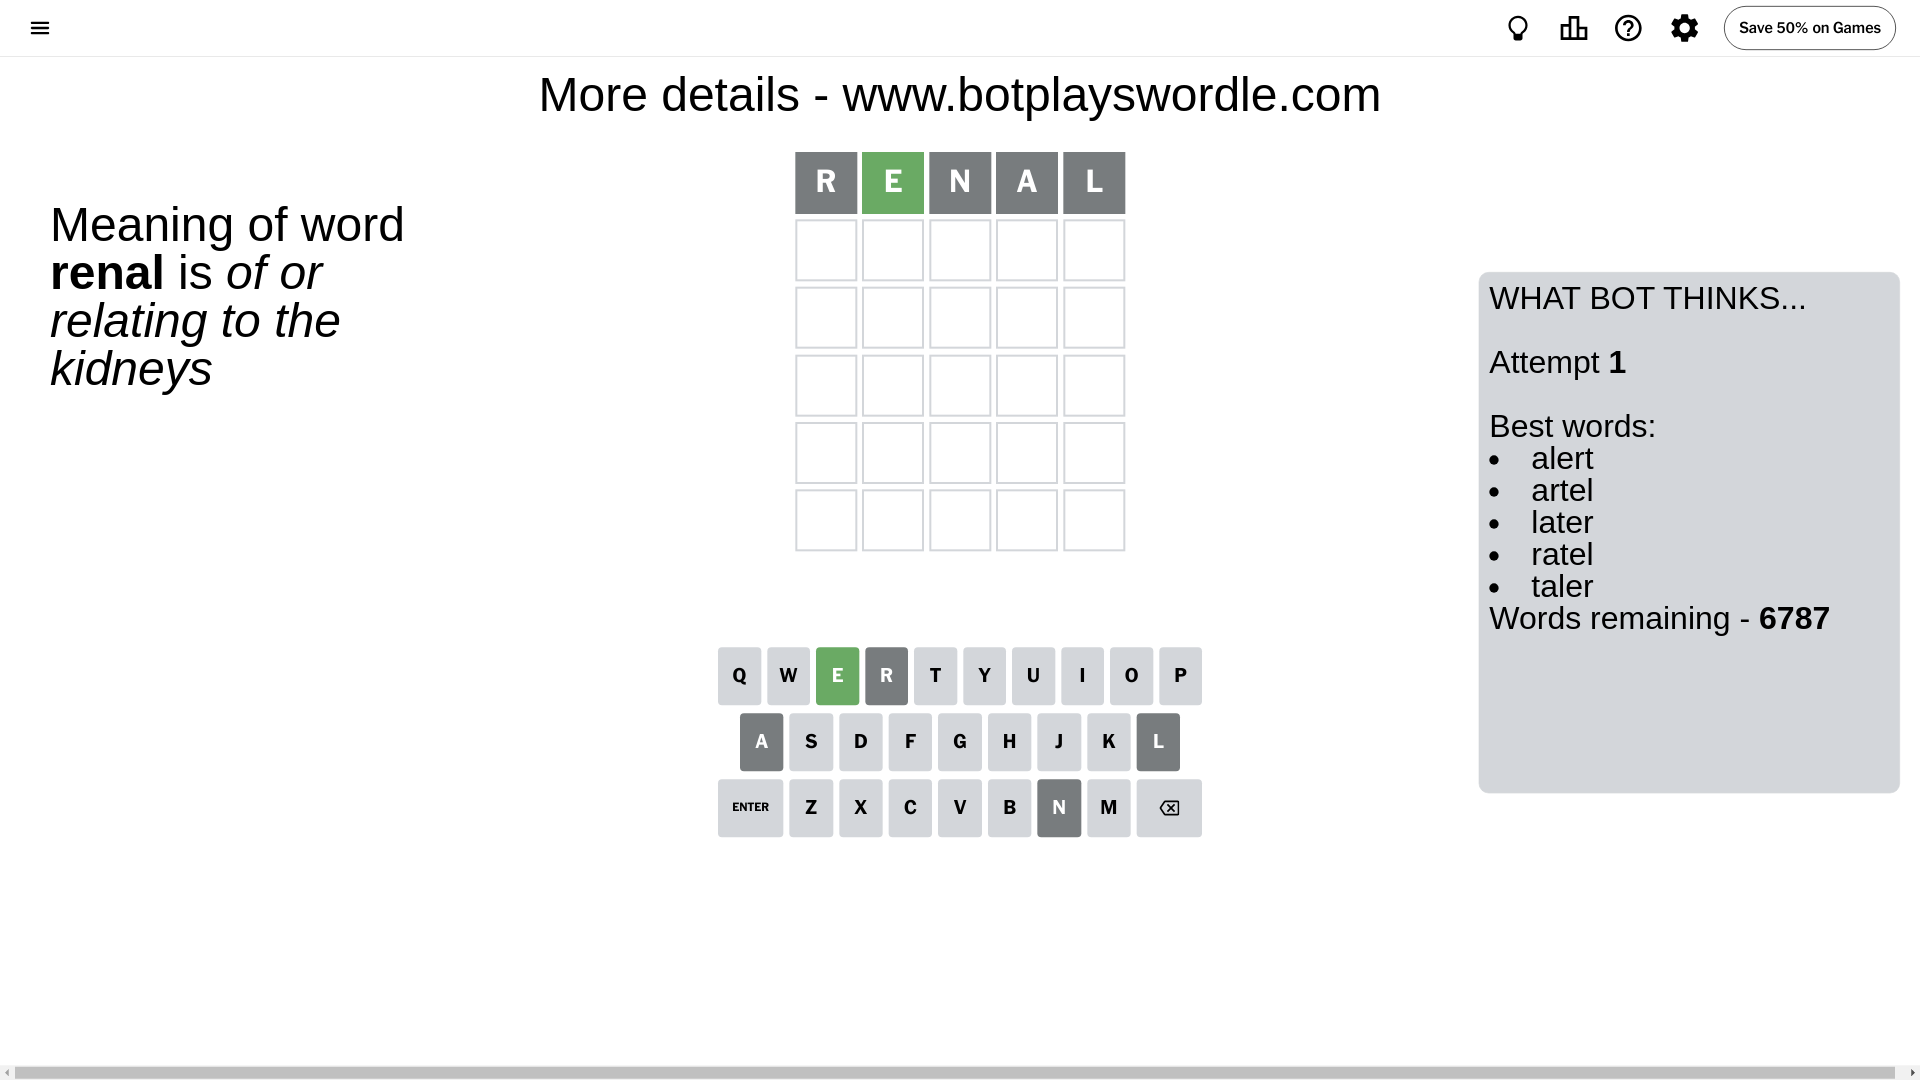 Save 50% on Games
More details - www.botplayswordle.com
RENAL
Meaning of word
renal is of or
relating to the
kidneys
WHAT BOT THINKS...
Attempt 1
Best words:
• alert
• artel
• later
• ratel
• taler
Words remaining - 6787
Q W E R T Y U I O P
A S D F G H J K L
ENTER Z X C V B N M